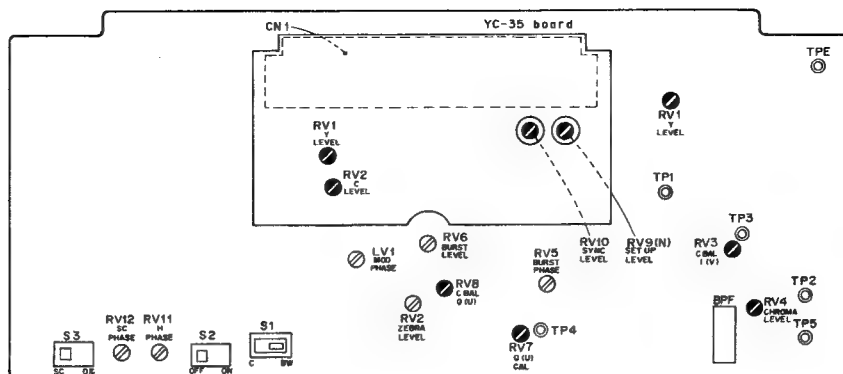 CN1
YC-35 board
TPE
RV1
Y
LEVEL
RV2
C
LEVEL
RV1
Y
LEVEL
TP1
TP3
RV10
SYNC
LEVEL
RV9(N)
SET UP
LEVEL
RV3
C BAL
I (V)
LV1
MOD
PHASE
RV6
BURST
LEVEL
RV5
BURST
PHASE
RV8
C BAL
Q (U)
RV2
ZEBRA
LEVEL
TP2
BPF
RV4
CHROMA
LEVEL
TP5
TP4
RV7
Q (U)
CAL
S3
SC
RV12
SC
PHASE
RV11
H
PHASE
S2
OFF
ON
S1
C
BW